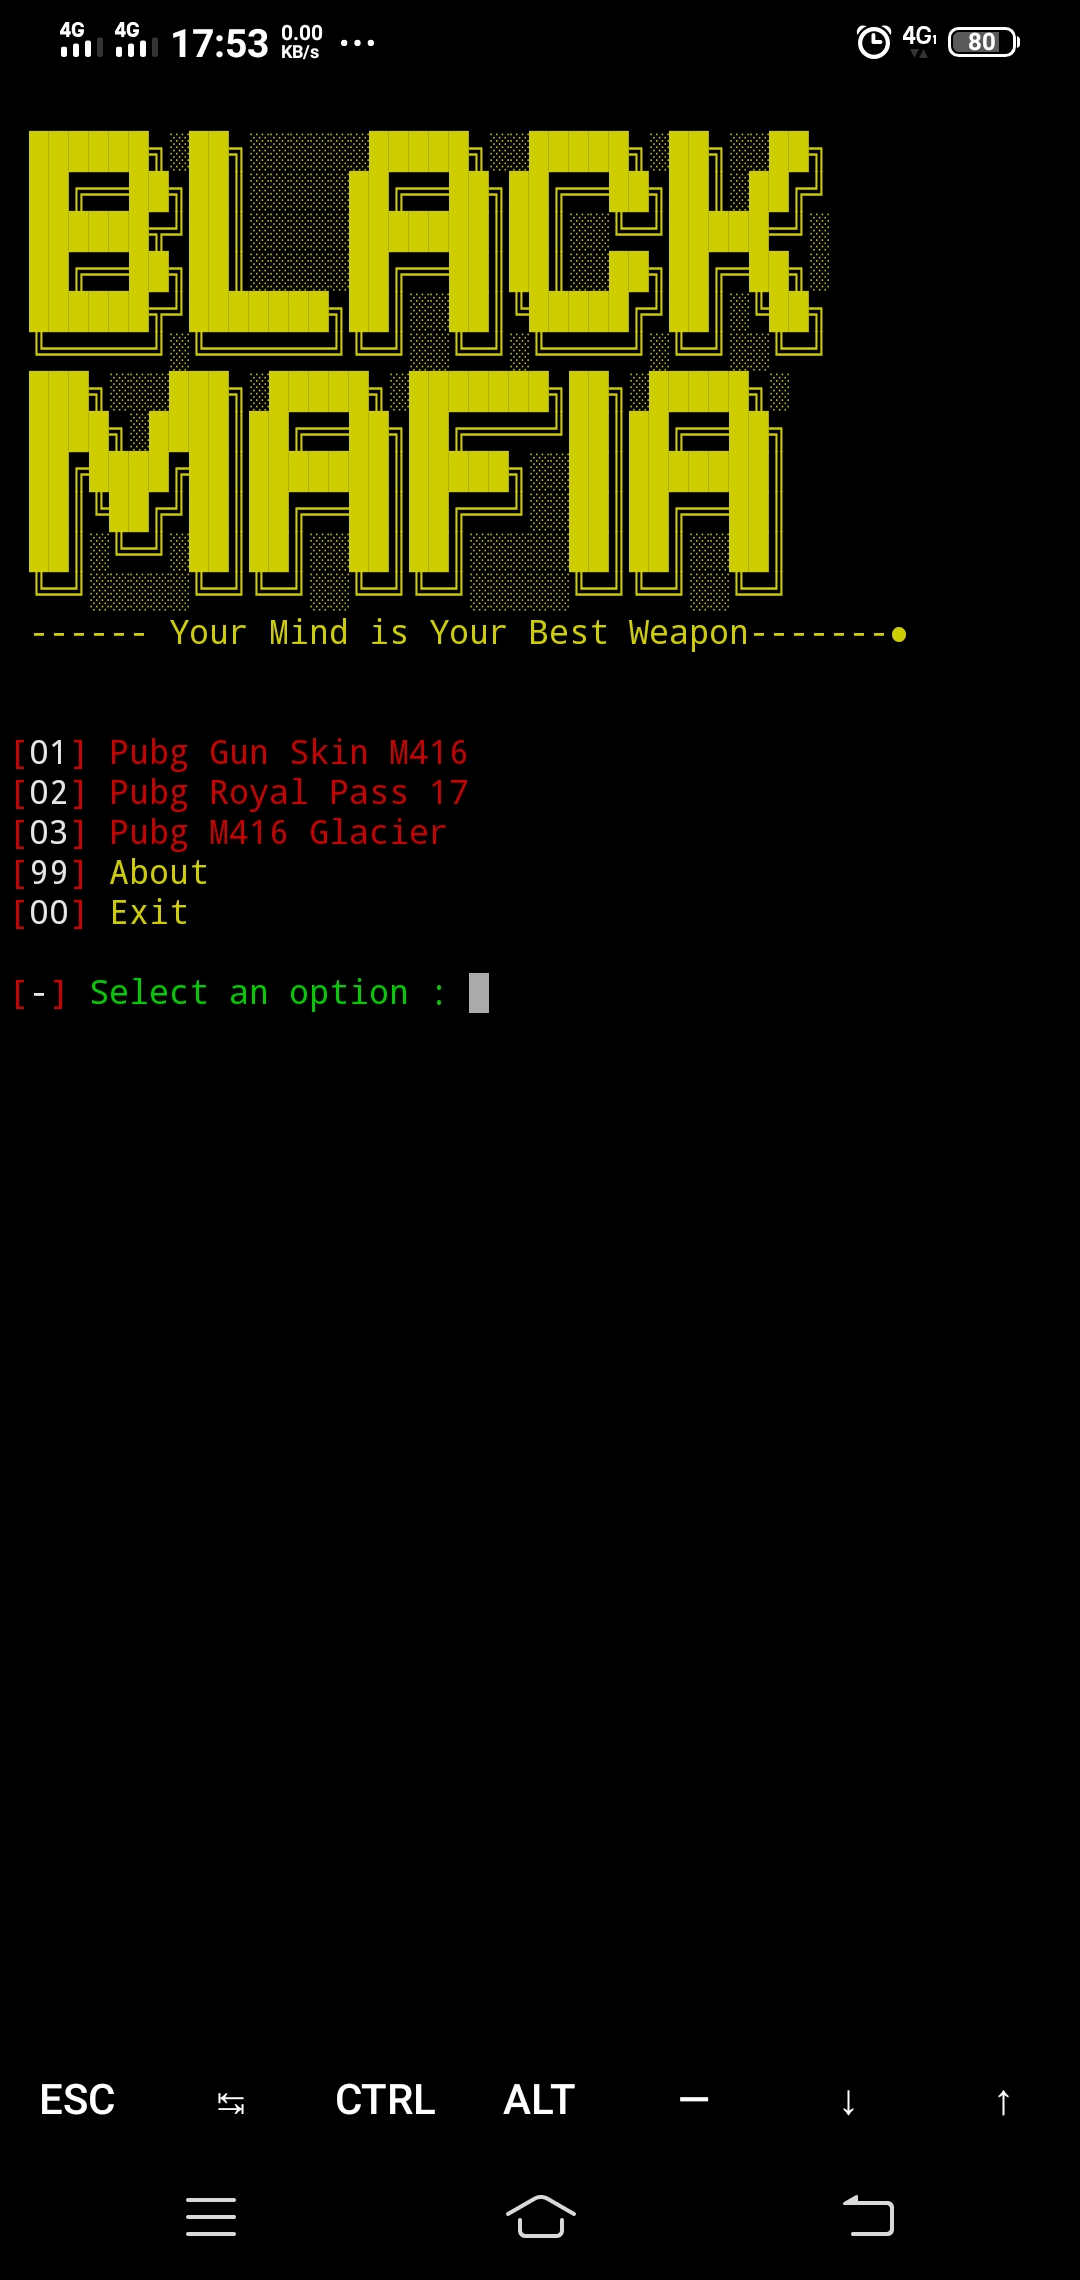 4G 4G 17:53 0.00 KB/s ... 4G1 80
BLACK
MAFIA
------ Your Mind is Your Best Weapon-------●
[01] Pubg Gun Skin M416
[02] Pubg Royal Pass 17
[03] Pubg M416 Glacier
[99] About
[00] Exit
[-] Select an option :
ESC ↹ CTRL ALT — ↓ ↑